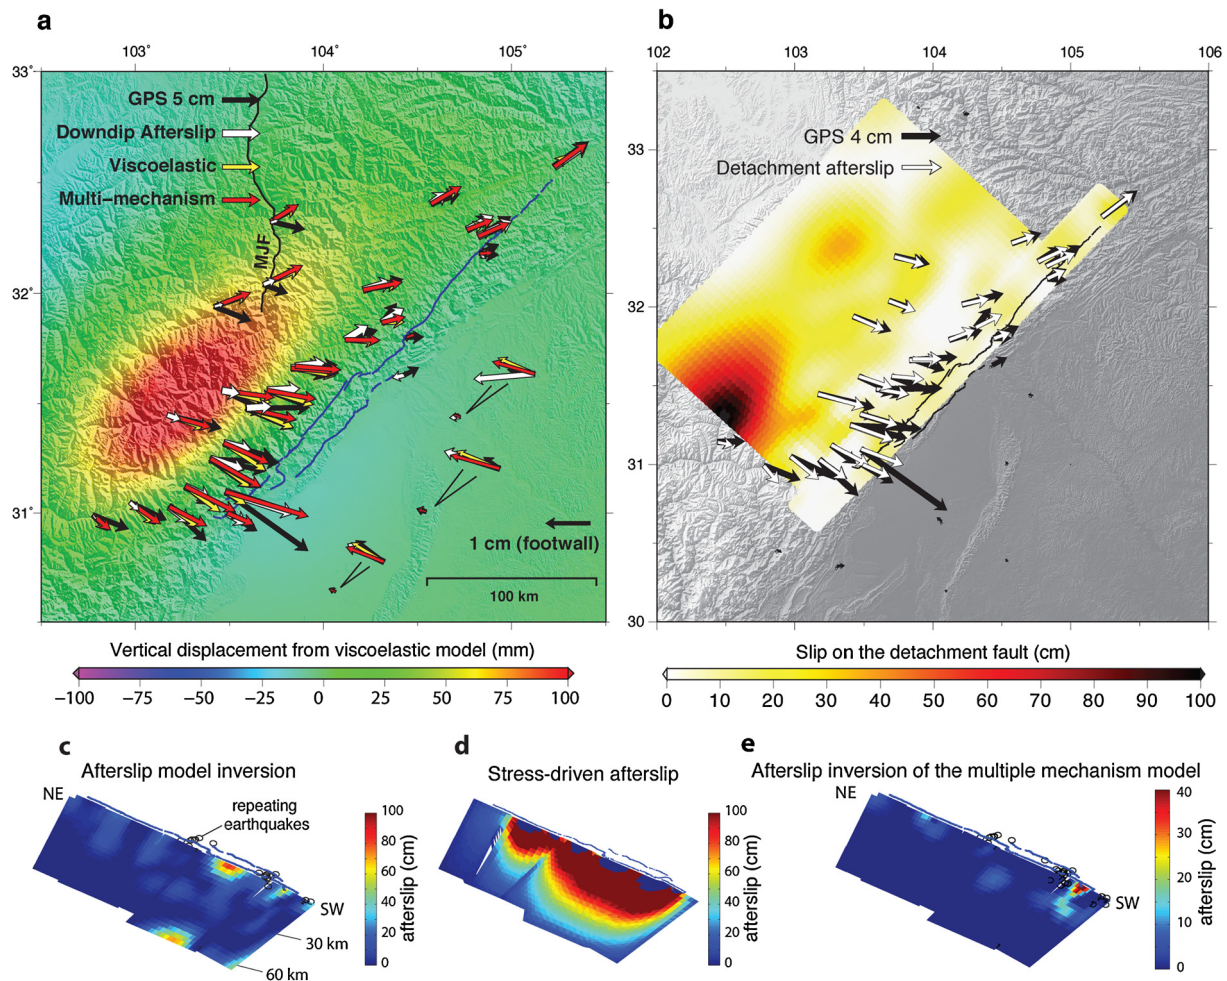 a
103° 104° 105°
33°
32°
31°
GPS 5 cm
Downdip Afterslip
Viscoelastic
Multi−mechanism
MJF
1 cm (footwall)
100 km
Vertical displacement from viscoelastic model (mm)
−100 −75 −50 −25 0 25 50 75 100
b
102 103 104 105 106
33
32
31
30
GPS 4 cm
Detachment afterslip
Slip on the detachment fault (cm)
0 10 20 30 40 50 60 70 80 90 100
c
Afterslip model inversion
NE
repeating
earthquakes
SW
30 km
60 km
100
80
60
40
20
0
afterslip (cm)
d
Stress-driven afterslip
100
80
60
40
20
0
afterslip (cm)
e
Afterslip inversion of the multiple mechanism model
NE
SW
40
30
20
10
0
afterslip (cm)